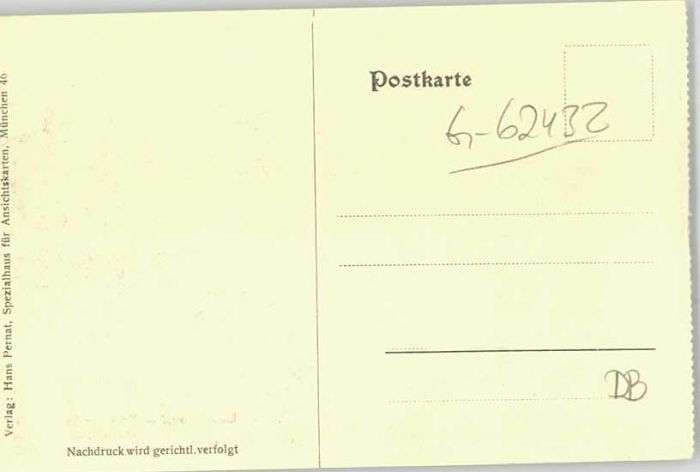 Verlag: Hans Pernat, Spezialhaus für Ansichtskarten, München 46
Nachdruck wird gerichtl. verfolgt
Postkarte
G-62432
DB